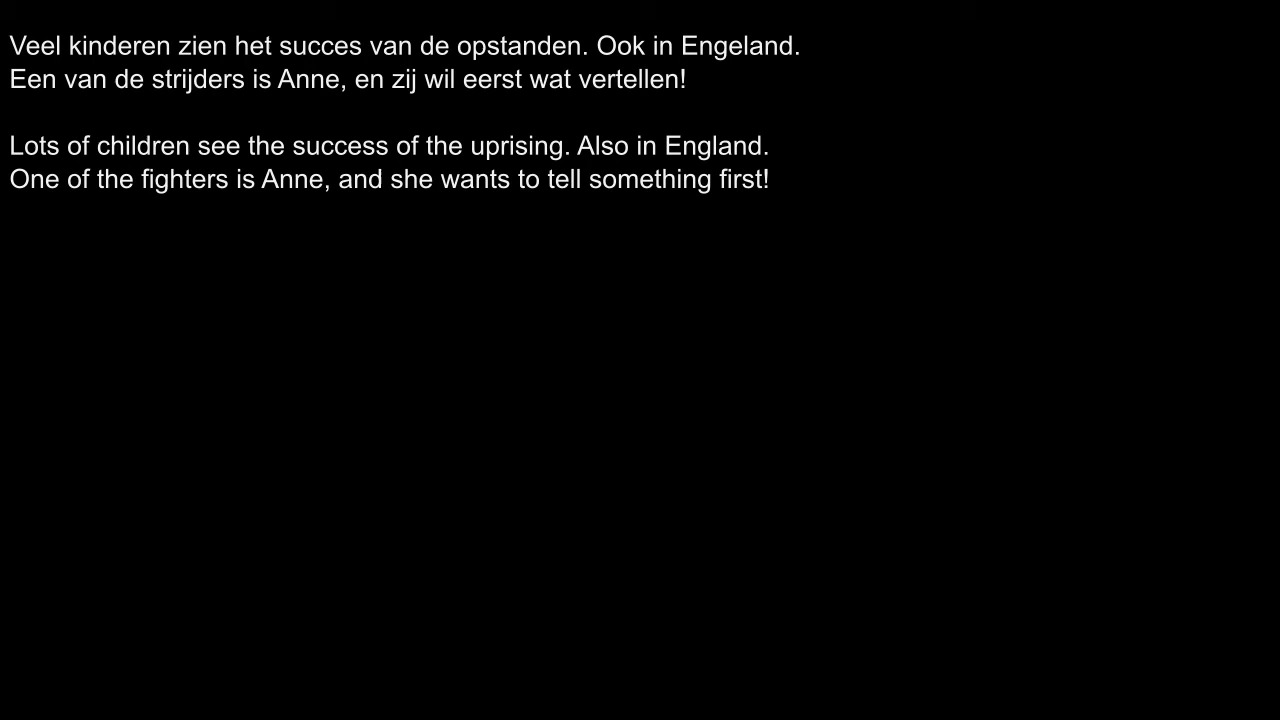 Veel kinderen zien het succes van de opstanden. Ook in Engeland.
Een van de strijders is Anne, en zij wil eerst wat vertellen!
Lots of children see the success of the uprising. Also in England.
One of the fighters is Anne, and she wants to tell something first!